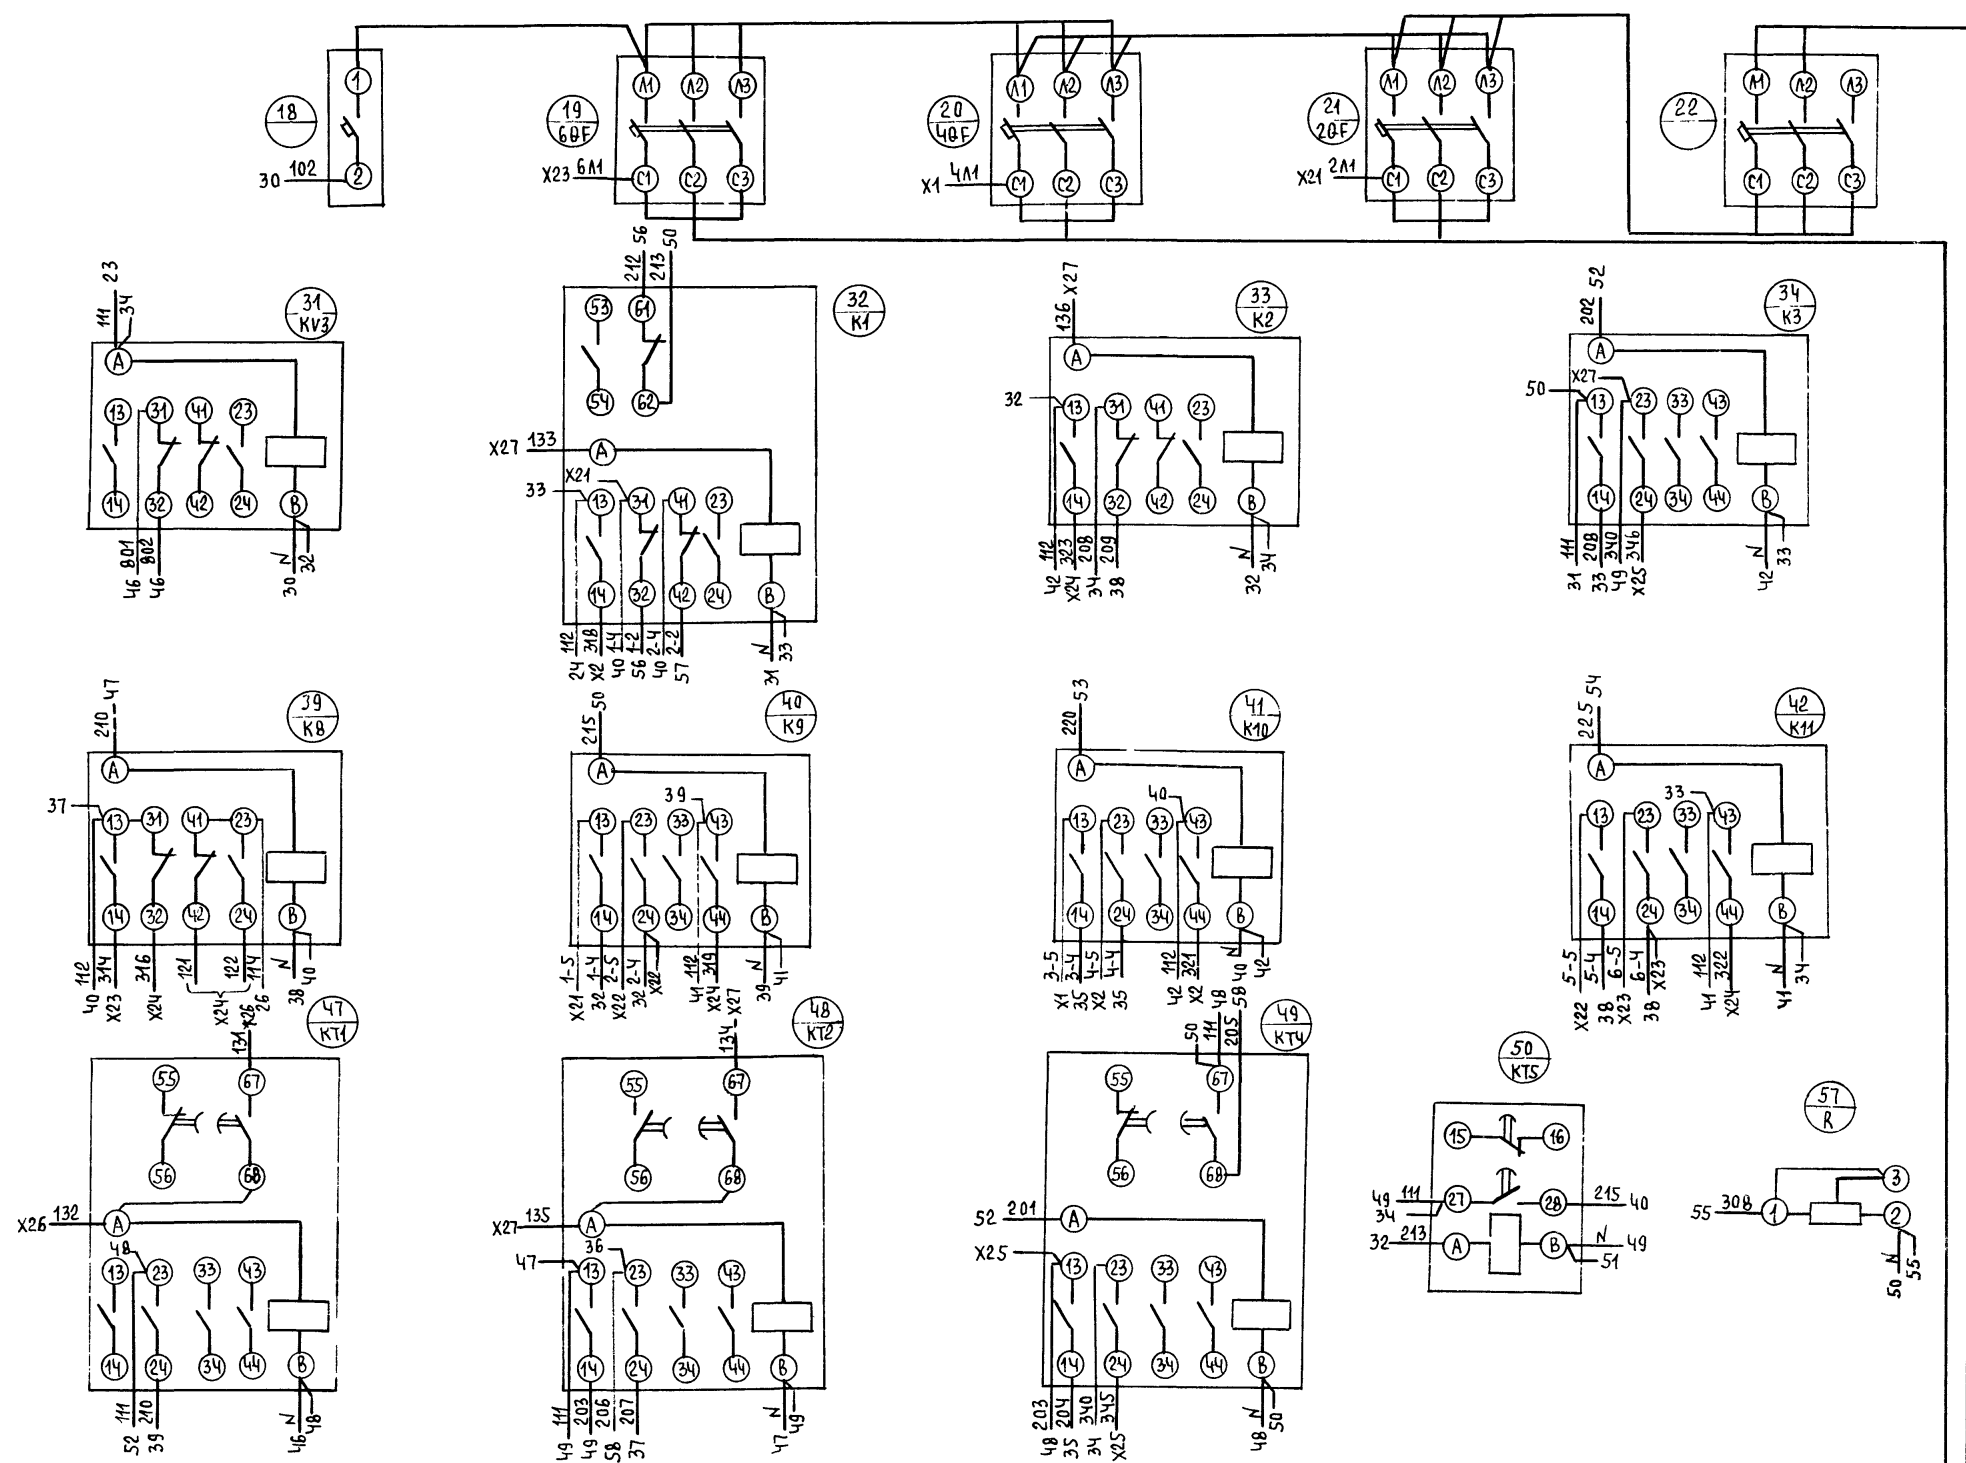 18
1
2
30 102
19
6QF
Л1 Л2 Л3
С1 С2 С3
X23 6Л1
20
4QF
Л1 Л2 Л3
С1 С2 С3
X1 4Л1
21
2QF
Л1 Л2 Л3
С1 С2 С3
X21 2Л1
22
Л1 Л2 Л3
С1 С2 С3
31
KV3
111 23
34
A
13 31 41 23
14 32 42 24 B
46 801
46 802
30 N
32
32
K1
212 56
213 50
53 61
54 62
X27 133
A
X21
33
13 31 41 23
14 32 42 24 B
24 112
X2 318
40 1-4
56 1-2
40 2-4
57 2-2
31 N
33
33
K2
136 X27
A
32
13 31 41 23
14 32 42 24 B
42 112
X24 323
34 208
38 209
32 N
34
34
K3
202 52
A
X27
50
13 23 33 43
14 24 34 44 B
31 111
33 208
49 340
X25 346
42 N
33
39
K8
210 47
A
37
13 31 41 23
14 32 42 24 B
40 112
X23 314
X24 316
121
122
X24
26 114
38 N
40
40
K9
215 50
A
39
13 23 33 43
14 24 34 44 B
X21 1-5
32 1-4
X22 2-5
32 2-4
X22
41 112
X24 319
39 N
41
41
K10
220 53
A
40
13 23 33 43
14 24 34 44 B
X1 3-5
35 3-4
X2 4-5
35 4-4
42 112
X2 321
40 N
42
42
K11
225 54
A
33
13 23 33 43
14 24 34 44 B
X22 5-5
38 5-4
X23 6-5
38 6-4
X23
41 112
X24 322
41 N
34
47
KT1
131 X26
55 67
56 68
X26 132
A
48
13 23 33 43
14 24 34 44 B
52 111
39 210
46 N
48
48
KT2
134 X27
55 67
56 68
X27 135
A
36
47
13 23 33 43
14 24 34 44 B
49 111
49 203
58 206
37 207
47 N
49
49
KT4
50
111 48
205 58
55 67
56 68
52 201
A
X25
13 23 33 43
14 24 34 44 B
48 203
35 204
34 340
X25 345
48 N
50
50
KT5
15 16
49 111
34
27 28
215 40
32 213
A B
N 49
51
57
R
3
55 308
1 2
50 N
55